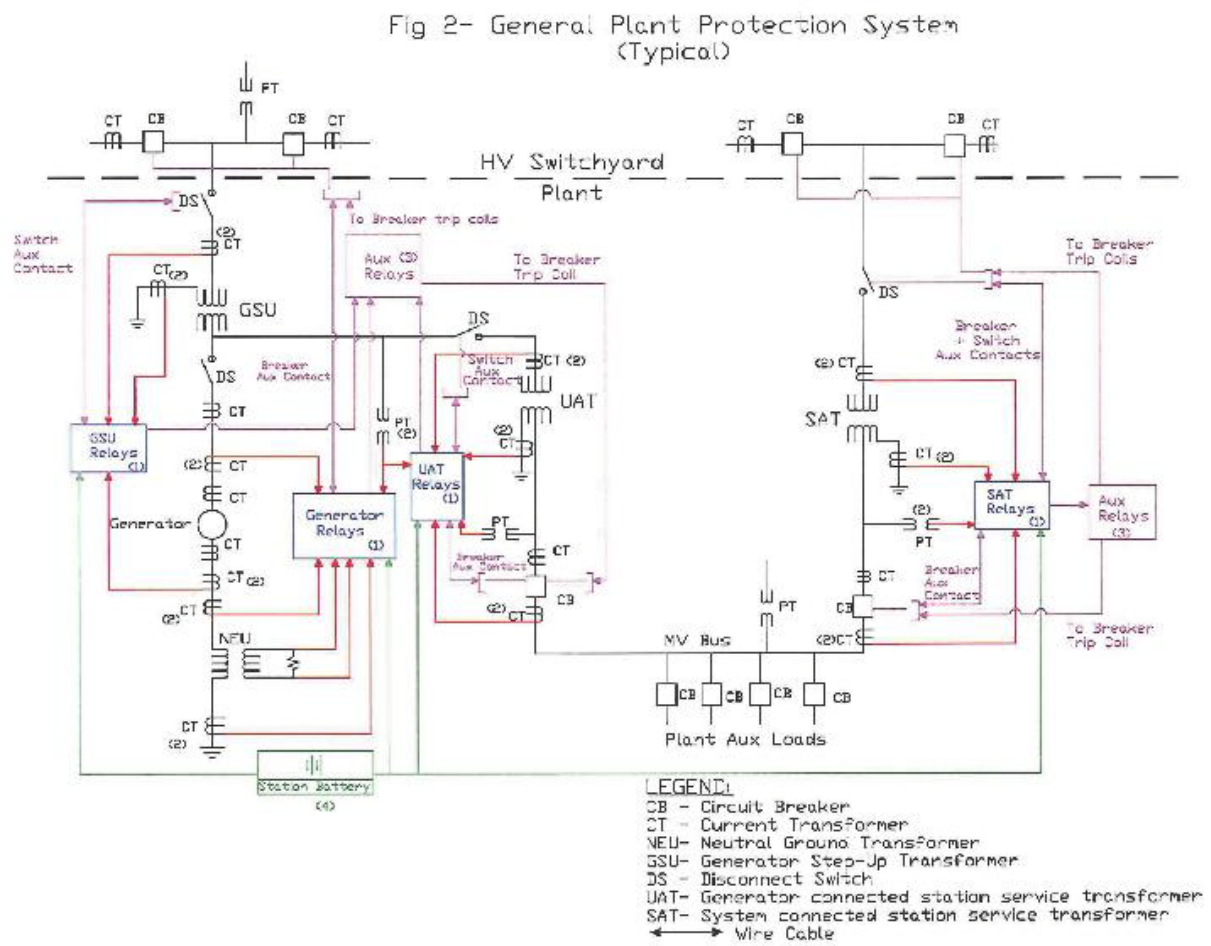 Fig 2- General Plant Protection System
(Typical)
PT
CT
CB
CB
CT
CT
CB
CB
CT
HV Switchyard
Plant
DS
To Breaker trip coils
Switch
Aux
Contact
(2)
CT
CT
(2)
Aux (3)
Relays
To Breaker
Trip Coil
To Breaker
Trip Coils
GSU
DS
DS
Breaker
+ Switch
Aux Contacts
DS
Breaker
Aux Contact
Switch
Aux
Contact
CT (2)
(2) CT
UAT
CT
PT
(2)
SAT
GSU
Relays
(1)
(2)
CT
(2)
CT
CT (2)
CT
UAT
Relays
(1)
Generator
Generator
Relays
(1)
SAT
Relays
(1)
Aux
Relays
(3)
(2)
PT
PT
CT
CT
Breaker
Aux Contact
CT (2)
CT
(2)
CB
(2)
CT
PT
CT
Breaker
Aux
Contact
CB
(2)CT
To Breaker
Trip Coil
NEU
MV Bus
CB
CB
CB
CB
Plant Aux Loads
CT
(2)
Station Battery
(4)
LEGEND:
CB - Circuit Breaker
CT - Current Transformer
NEU- Neutral Ground Transformer
GSU- Generator Step-Up Transformer
DS - Disconnect Switch
UAT- Generator connected station service transformer
SAT- System connected station service transformer
Wire Cable